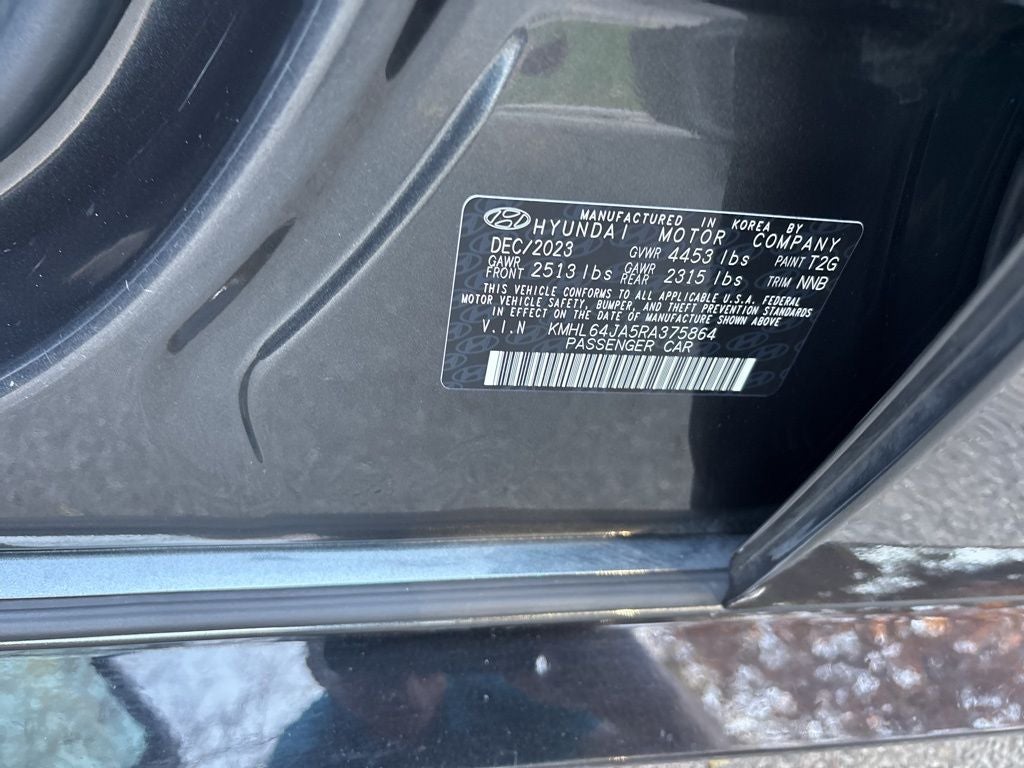 MANUFACTURED IN KOREA BY
HYUNDAI MOTOR COMPANY
DEC/2023 GVWR 4453 lbs PAINT T2G
GAWR FRONT 2513 lbs GAWR REAR 2315 lbs TRIM NNB
THIS VEHICLE CONFORMS TO ALL APPLICABLE U.S.A. FEDERAL
MOTOR VEHICLE SAFETY, BUMPER, AND THEFT PREVENTION STANDARDS
IN EFFECT ON THE DATE OF MANUFACTURE SHOWN ABOVE
V.I.N KMHL64JA5RA375864
PASSENGER CAR